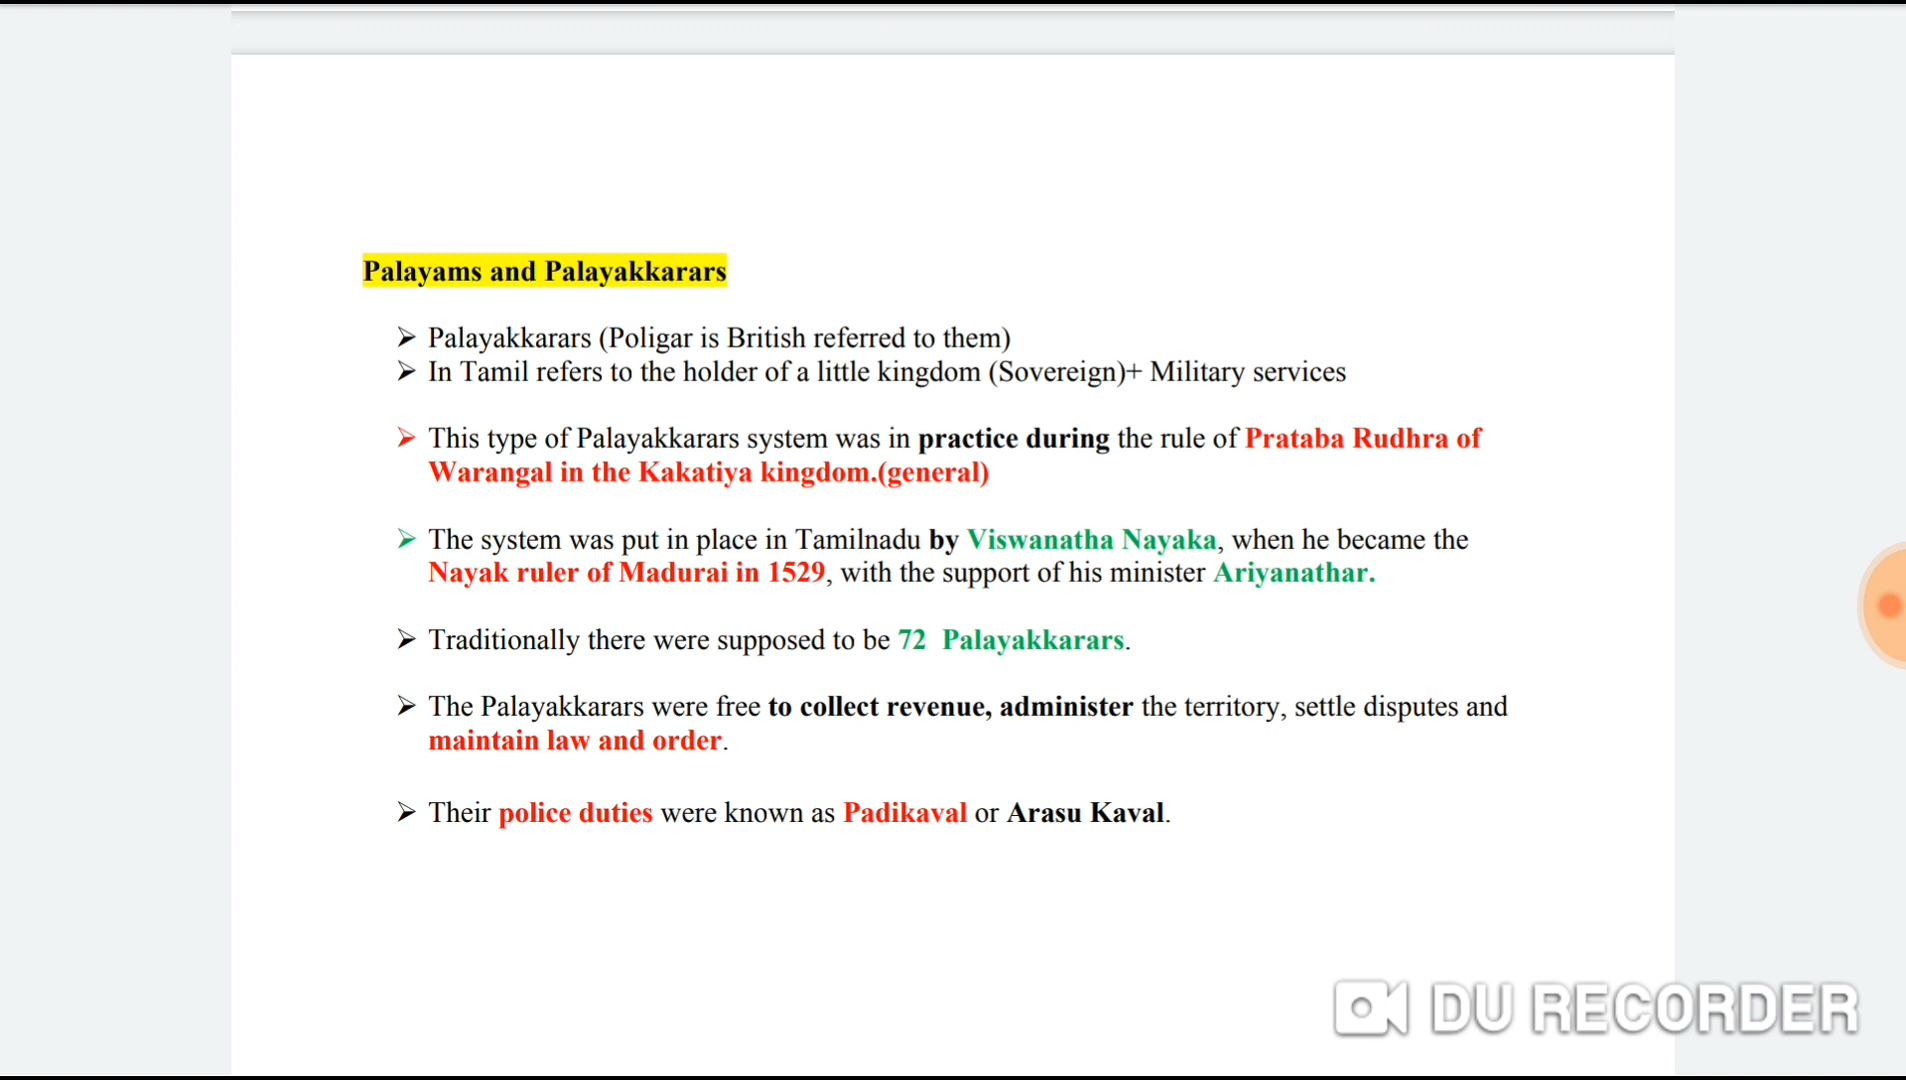 Palayams and Palayakkarars
➢ Palayakkarars (Poligar is British referred to them)
➢ In Tamil refers to the holder of a little kingdom (Sovereign)+ Military services
➢ This type of Palayakkarars system was in practice during the rule of Prataba Rudhra of
Warangal in the Kakatiya kingdom.(general)
➢ The system was put in place in Tamilnadu by Viswanatha Nayaka, when he became the
Nayak ruler of Madurai in 1529, with the support of his minister Ariyanathar.
➢ Traditionally there were supposed to be 72 Palayakkarars.
➢ The Palayakkarars were free to collect revenue, administer the territory, settle disputes and
maintain law and order.
➢ Their police duties were known as Padikaval or Arasu Kaval.
DU RECORDER